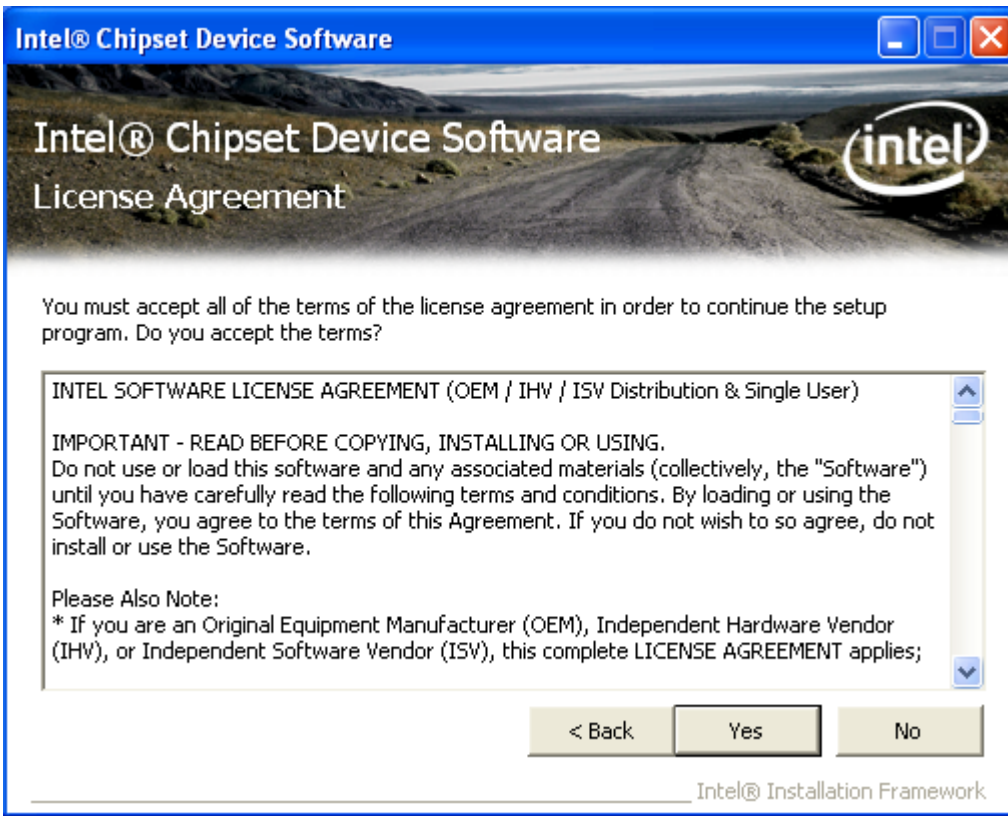 Intel® Chipset Device Software
Intel® Chipset Device Software
intel
License Agreement
You must accept all of the terms of the license agreement in order to continue the setup
program. Do you accept the terms?
INTEL SOFTWARE LICENSE AGREEMENT (OEM / IHV / ISV Distribution & Single User)
IMPORTANT - READ BEFORE COPYING, INSTALLING OR USING.
Do not use or load this software and any associated materials (collectively, the "Software")
until you have carefully read the following terms and conditions. By loading or using the
Software, you agree to the terms of this Agreement. If you do not wish to so agree, do not
install or use the Software.
Please Also Note:
* If you are an Original Equipment Manufacturer (OEM), Independent Hardware Vendor
(IHV), or Independent Software Vendor (ISV), this complete LICENSE AGREEMENT applies;
< Back Yes No
Intel® Installation Framework